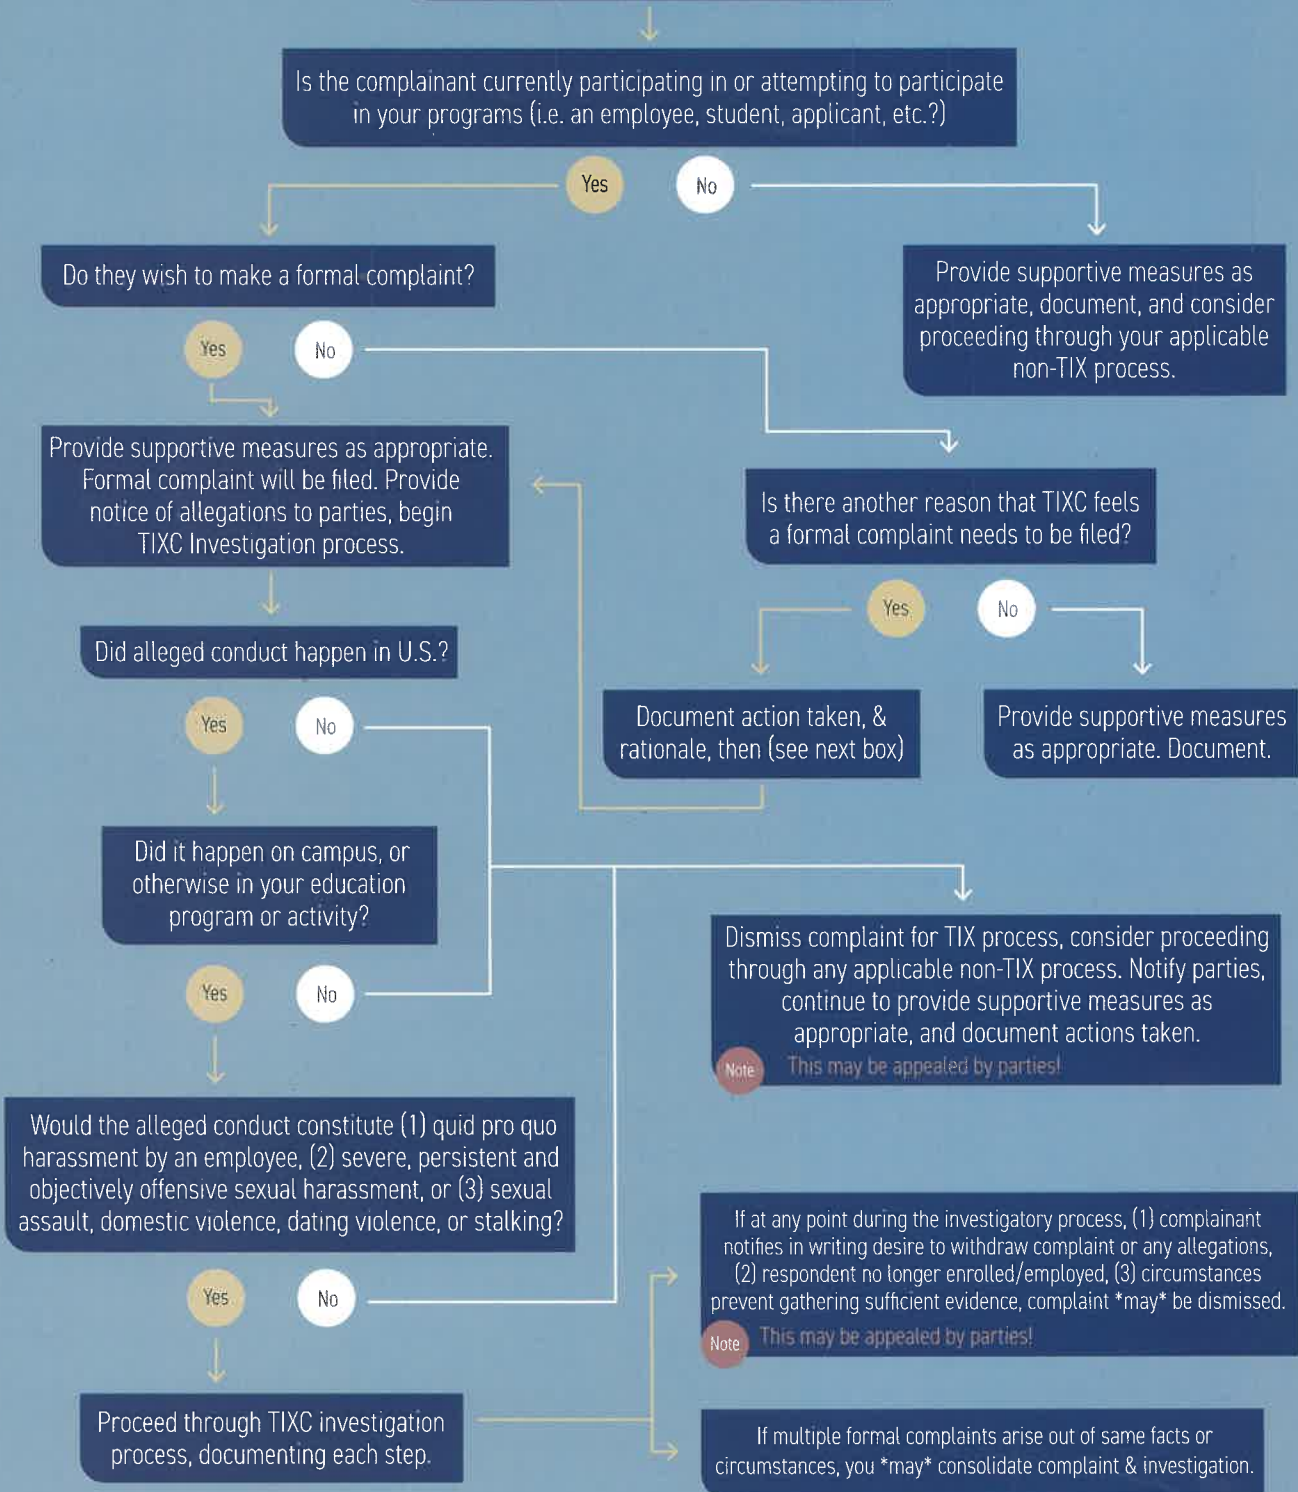 Is the complainant currently participating in or attempting to participate
in your programs (i.e. an employee, student, applicant, etc.?)
Yes
No
Do they wish to make a formal complaint?
Provide supportive measures as
appropriate, document, and consider
proceeding through your applicable
non-TIX process.
Yes
No
Provide supportive measures as appropriate.
Formal complaint will be filed. Provide
notice of allegations to parties, begin
TIXC Investigation process.
Is there another reason that TIXC feels
a formal complaint needs to be filed?
Yes
No
Did alleged conduct happen in U.S.?
Yes
No
Document action taken, &
rationale, then (see next box)
Provide supportive measures
as appropriate. Document.
Did it happen on campus, or
otherwise in your education
program or activity?
Yes
No
Dismiss complaint for TIX process, consider proceeding
through any applicable non-TIX process. Notify parties,
continue to provide supportive measures as
appropriate, and document actions taken.
Note This may be appealed by parties!
Would the alleged conduct constitute (1) quid pro quo
harassment by an employee, (2) severe, persistent and
objectively offensive sexual harassment, or (3) sexual
assault, domestic violence, dating violence, or stalking?
Yes
No
If at any point during the investigatory process, (1) complainant
notifies in writing desire to withdraw complaint or any allegations,
(2) respondent no longer enrolled/employed, (3) circumstances
prevent gathering sufficient evidence, complaint *may* be dismissed.
Note This may be appealed by parties!
Proceed through TIXC investigation
process, documenting each step.
If multiple formal complaints arise out of same facts or
circumstances, you *may* consolidate complaint & investigation.